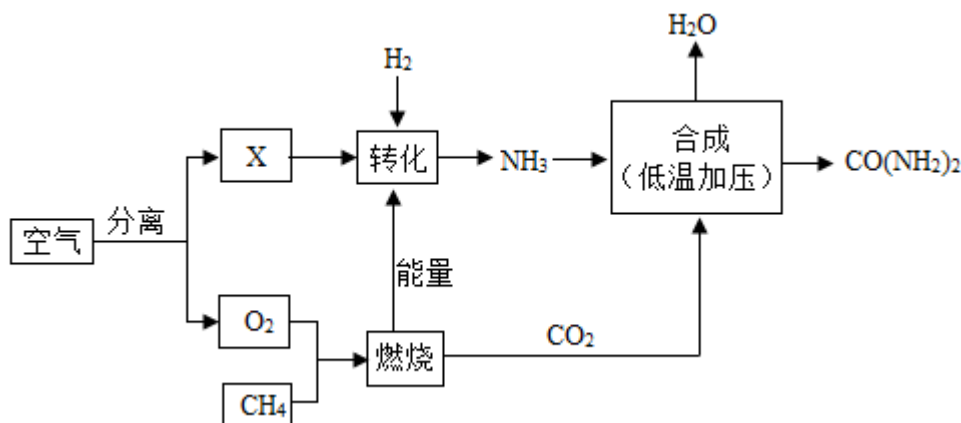 H₂O
H₂
X
转化
NH₃
合成
（低温加压）
CO(NH₂)₂
空气
分离
能量
O₂
燃烧
CO₂
CH₄